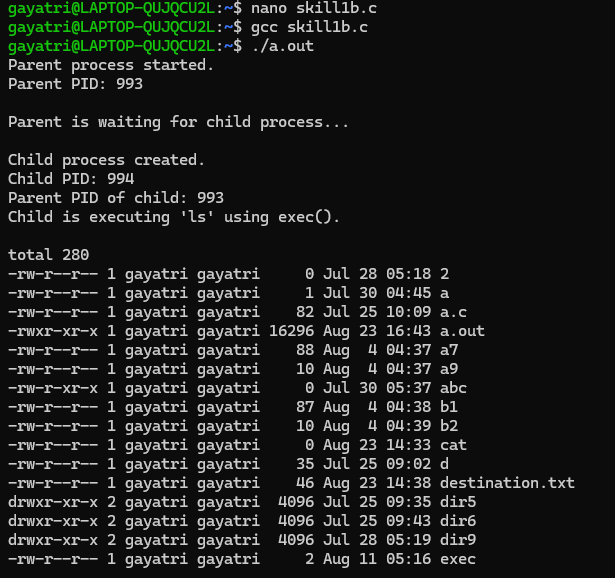 gayatri@LAPTOP-QUJQCU2L:~$ nano skill1b.c
gayatri@LAPTOP-QUJQCU2L:~$ gcc skill1b.c
gayatri@LAPTOP-QUJQCU2L:~$ ./a.out
Parent process started.
Parent PID: 993
Parent is waiting for child process...
Child process created.
Child PID: 994
Parent PID of child: 993
Child is executing 'ls' using exec().
total 280
-rw-r--r-- 1 gayatri gayatri     0 Jul 28 05:18 2
-rw-r--r-- 1 gayatri gayatri     1 Jul 30 04:45 a
-rw-r--r-- 1 gayatri gayatri    82 Jul 25 10:09 a.c
-rwxr-xr-x 1 gayatri gayatri 16296 Aug 23 16:43 a.out
-rw-r--r-- 1 gayatri gayatri    88 Aug  4 04:37 a7
-rw-r--r-- 1 gayatri gayatri    10 Aug  4 04:37 a9
-rw-r-xr-x 1 gayatri gayatri     0 Jul 30 05:37 abc
-rw-r--r-- 1 gayatri gayatri    87 Aug  4 04:38 b1
-rw-r--r-- 1 gayatri gayatri    10 Aug  4 04:39 b2
-rw-r--r-- 1 gayatri gayatri     0 Aug 23 14:33 cat
-rw-r--r-- 1 gayatri gayatri    35 Jul 25 09:02 d
-rw-r--r-- 1 gayatri gayatri    46 Aug 23 14:38 destination.txt
drwxr-xr-x 2 gayatri gayatri  4096 Jul 25 09:35 dir5
drwxr-xr-x 2 gayatri gayatri  4096 Jul 25 09:43 dir6
drwxr-xr-x 2 gayatri gayatri  4096 Jul 28 05:19 dir9
-rw-r--r-- 1 gayatri gayatri     2 Aug 11 05:16 exec